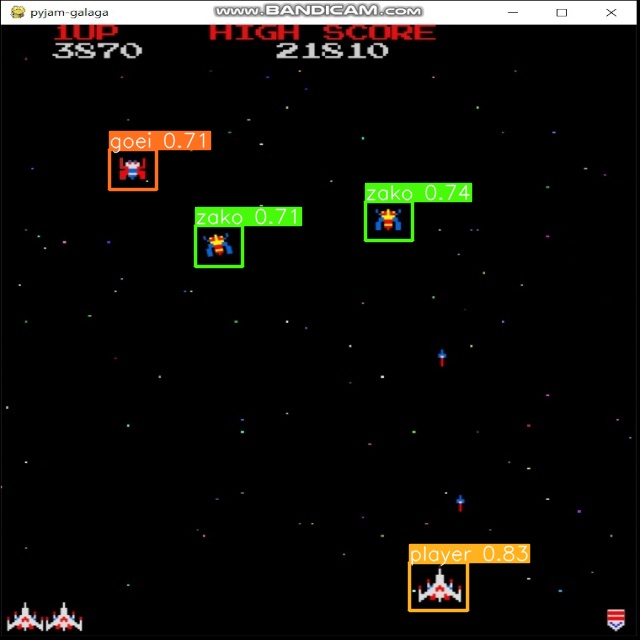 pyjam-galaga
www.BANDICAM.com
1UP HIGH SCORE
3870 21810
goei 0.71
zako 0.74
zako 0.71
player 0.83